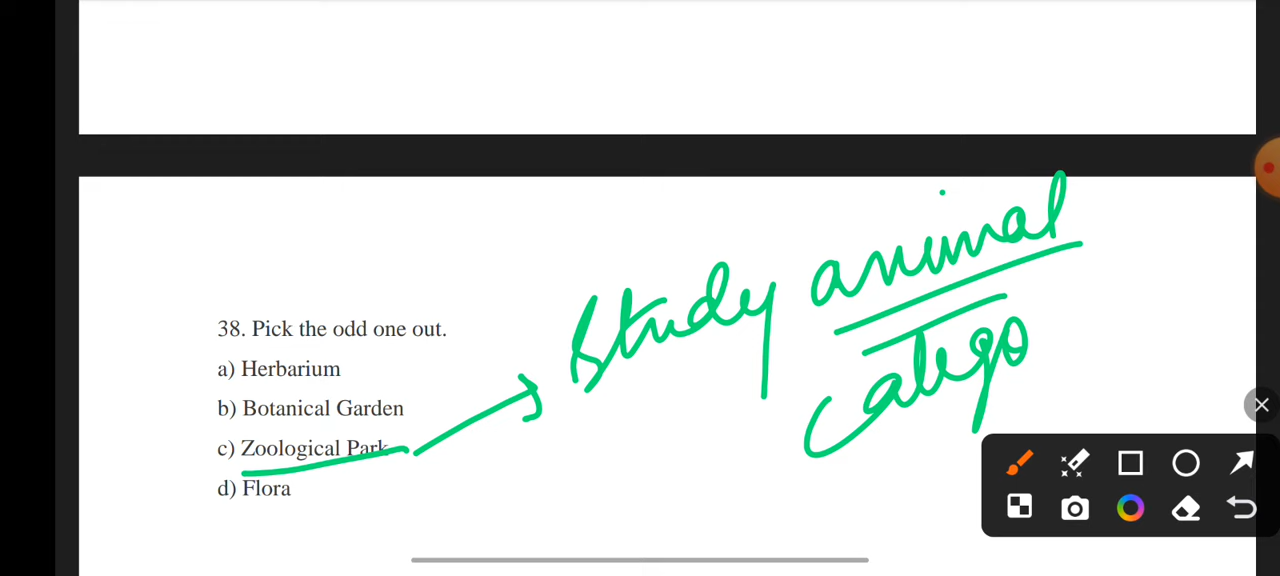 study animal
catego
38. Pick the odd one out.
a) Herbarium
b) Botanical Garden
c) Zoological Park
d) Flora